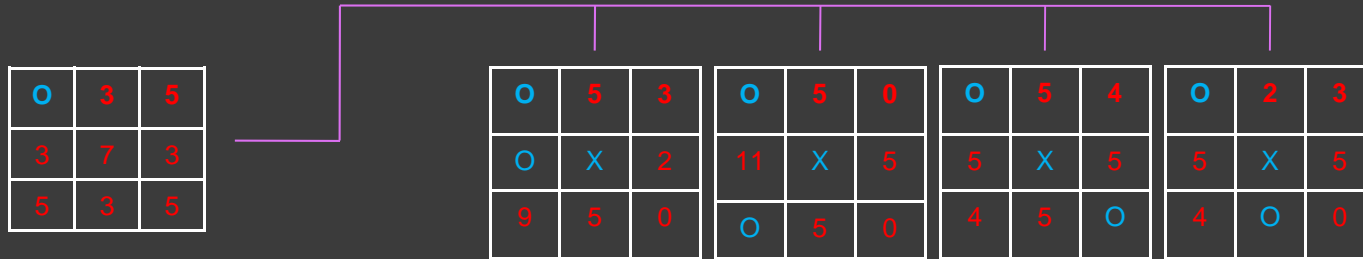 O 3 5
3 7 3
5 3 5
O 5 3
O X 2
9 5 0
O 5 0
11 X 5
O 5 0
O 5 4
5 X 5
4 5 O
O 2 3
5 X 5
4 O 0